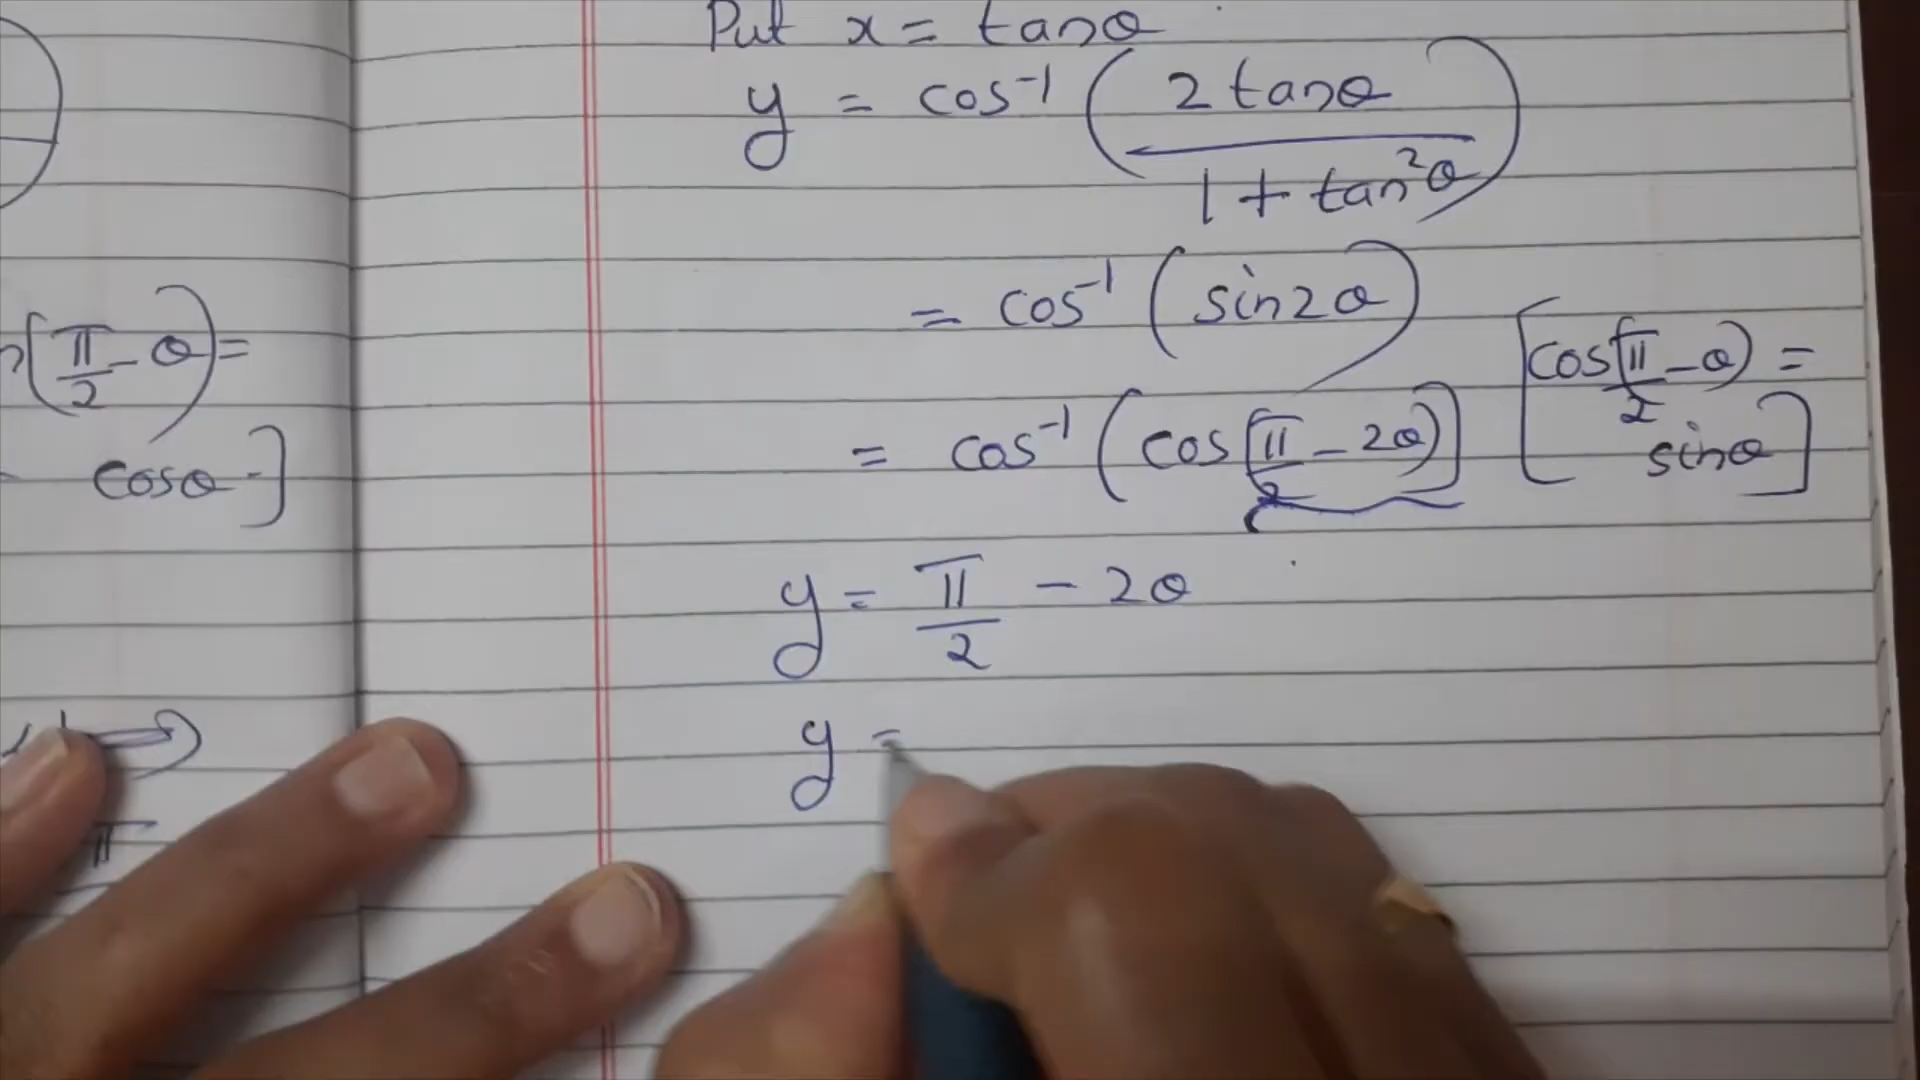 (π/2 - θ) =
cosθ]
π
Put x = tanθ
y = cos⁻¹ (2 tanθ / 1 + tan²θ)
= cos⁻¹ (sin2θ)
= cos⁻¹ (cos(π/2 - 2θ)]
[cos(π/2 - θ) =
sinθ]
y = π/2 - 2θ
y =